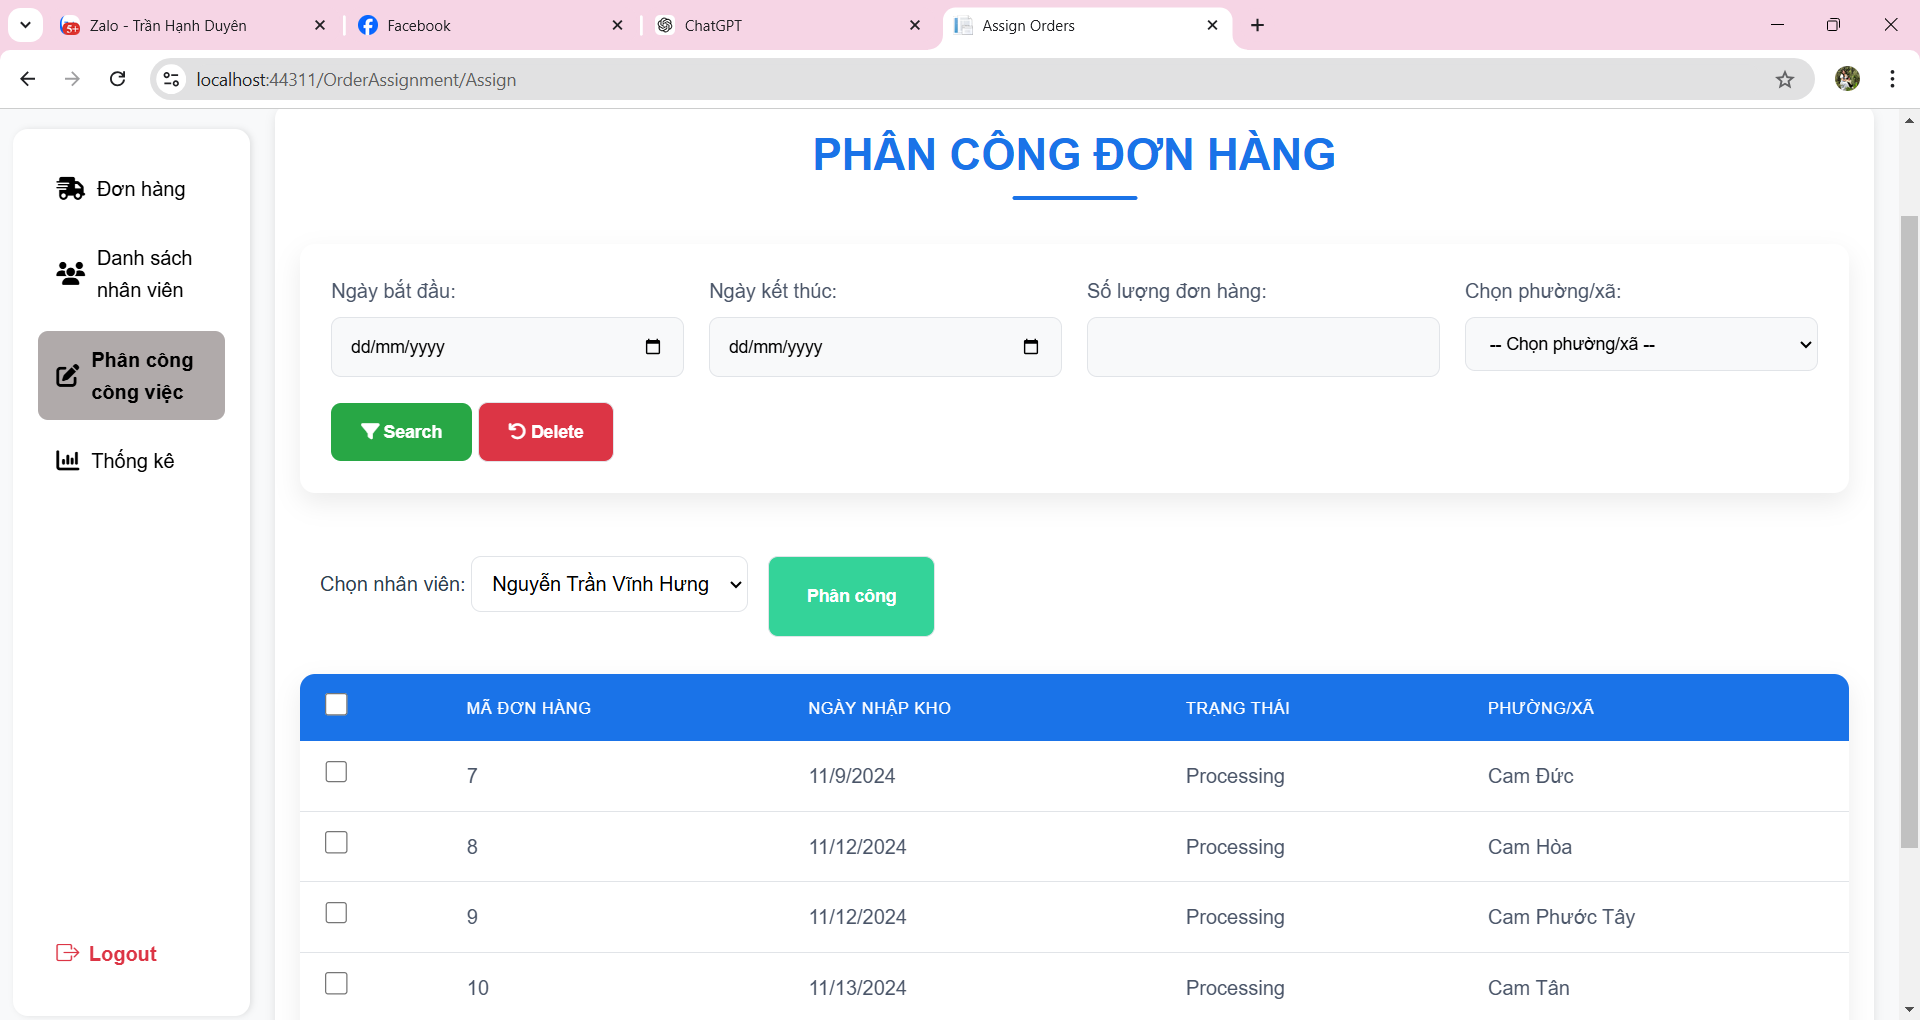 Zalo - Trần Hạnh Duyên
Facebook
ChatGPT
Assign Orders
localhost:44311/OrderAssignment/Assign
Đơn hàng
Danh sách
nhân viên
Phân công
công việc
Thống kê
Logout
PHÂN CÔNG ĐƠN HÀNG
Ngày bắt đầu: Ngày kết thúc: Số lượng đơn hàng: Chọn phường/xã:
dd/mm/yyyy dd/mm/yyyy -- Chọn phường/xã --
Search Delete
Chọn nhân viên: Nguyễn Trần Vĩnh Hưng Phân công
MÃ ĐƠN HÀNG NGÀY NHẬP KHO TRẠNG THÁI PHƯỜNG/XÃ
7 11/9/2024 Processing Cam Đức
8 11/12/2024 Processing Cam Hòa
9 11/12/2024 Processing Cam Phước Tây
10 11/13/2024 Processing Cam Tân